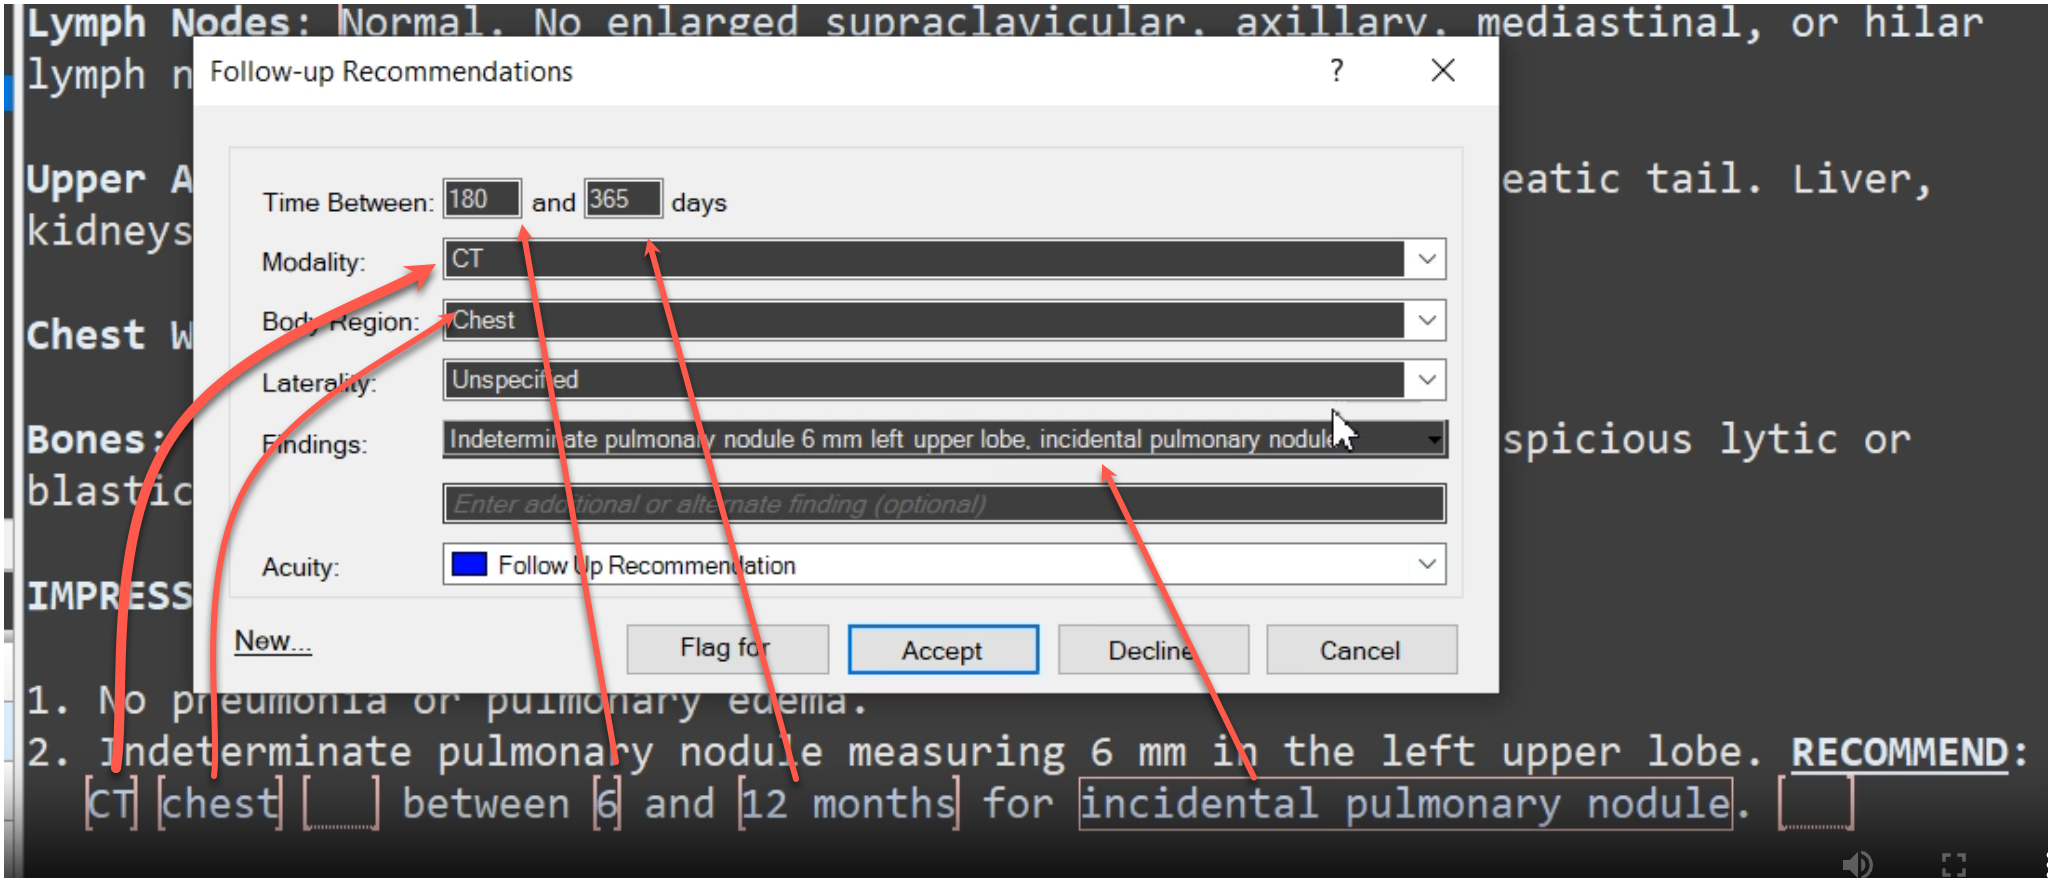 Lymph Nodes: Normal. No enlarged supraclavicular, axillary, mediastinal, or hilar
lymph n
Follow-up Recommendations ?
Upper A
eatic tail. Liver,
kidneys
Time Between: 180 and 365 days
Modality: CT
Body Region: Chest
Chest W
Laterality: Unspecified
Bones:
Findings: Indeterminate pulmonary nodule 6 mm left upper lobe, incidental pulmonary nodule
spicious lytic or
blastic
Enter additional or alternate finding (optional)
Acuity: Follow Up Recommendation
IMPRESS
New... Flag for Accept Decline Cancel
1. No pneumonia or pulmonary edema.
2. Indeterminate pulmonary nodule measuring 6 mm in the left upper lobe. RECOMMEND:
[CT] [chest] [ ] between [6] and [12 months] for [incidental pulmonary nodule]. [ ]